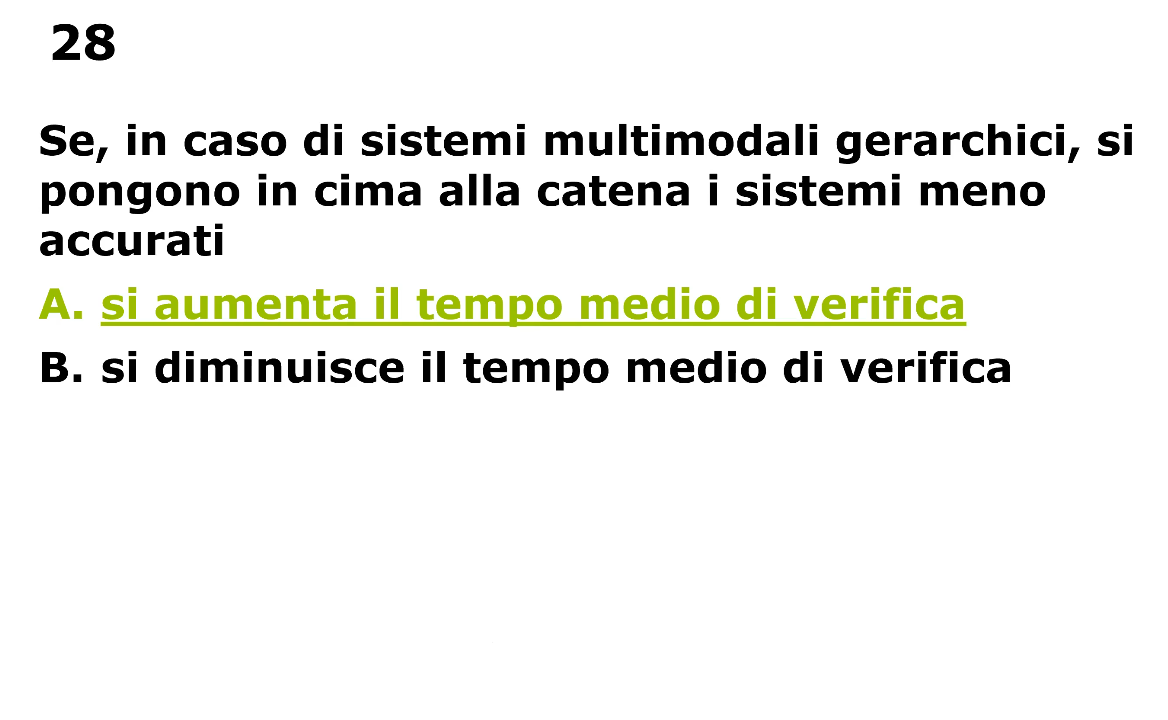 28
Se, in caso di sistemi multimodali gerarchici, si
pongono in cima alla catena i sistemi meno
accurati
A. si aumenta il tempo medio di verifica
B. si diminuisce il tempo medio di verifica